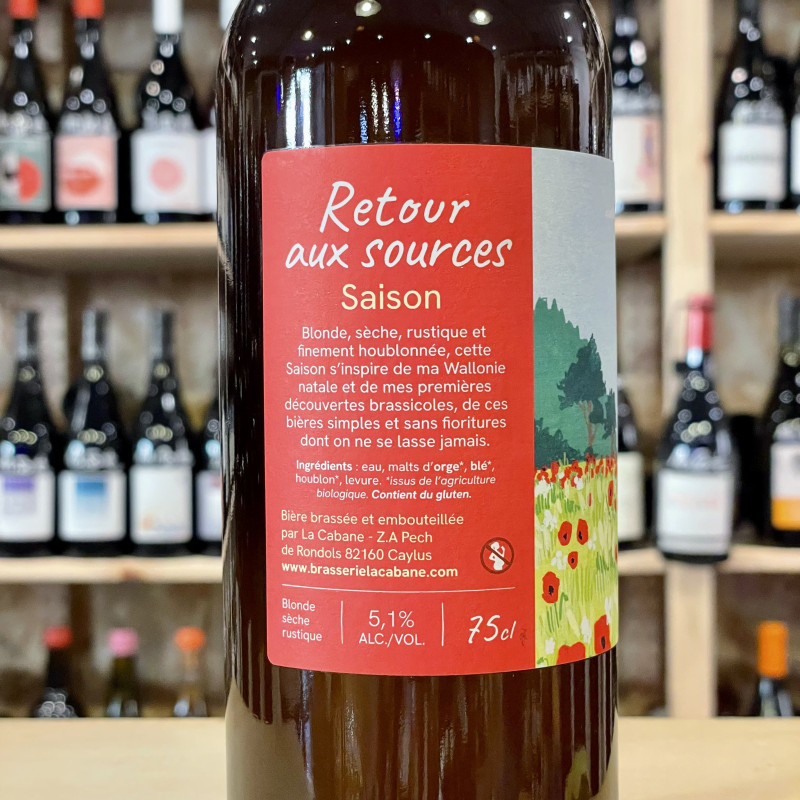 Retour
aux sources
Saison
Blonde, sèche, rustique et
finement houblonnée, cette
Saison s'inspire de ma Wallonie
natale et de mes premières
découvertes brassicoles, de ces
bières simples et sans fioritures
dont on ne se lasse jamais.
Ingrédients : eau, malts d'orge*, blé*,
houblon*, levure. *issus de l'agriculture
biologique. Contient du gluten.
Bière brassée et embouteillée
par La Cabane - Z.A Pech
de Rondols 82160 Caylus
www.brasserielacabane.com
Blonde
sèche
rustique
5,1%
ALC./VOL.
75cl